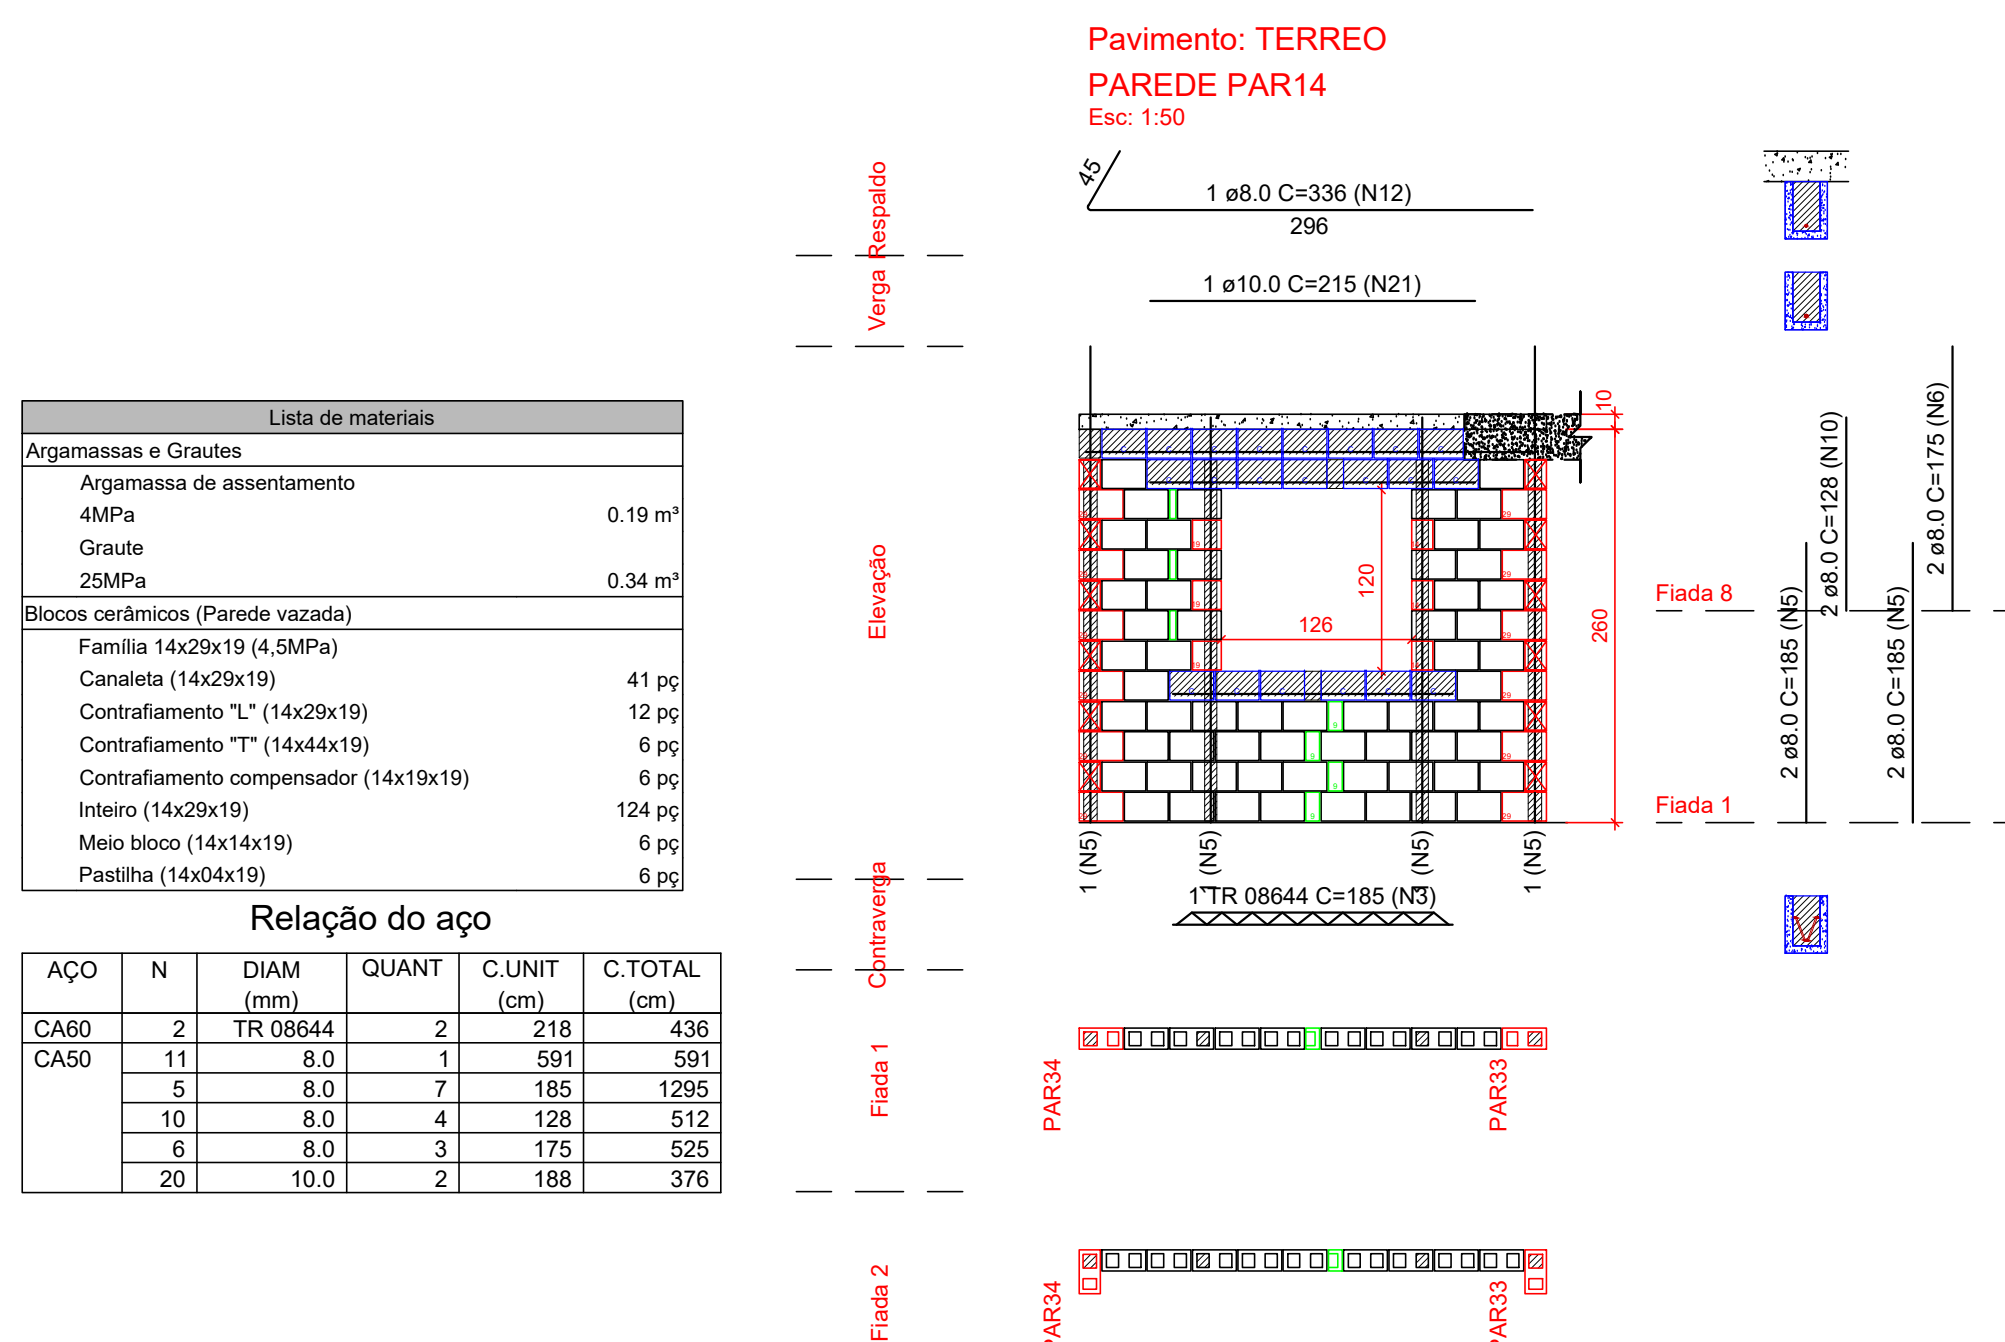 Pavimento: TERREO
PAREDE PAR14
Esc: 1:50
Respaldo
45
1 ø8.0 C=336 (N12)
296
Verga
1 ø10.0 C=215 (N21)
Elevação
10
260
120
126
Fiada 8
Fiada 1
2 ø8.0 C=185 (N5)
2 ø8.0 C=128 (N10)
2 ø8.0 C=185 (N5)
2 ø8.0 C=175 (N6)
1 (N5)
1 (N5)
1 (N5)
1 (N5)
Contraverga
1 TR 08644 C=185 (N3)
Fiada 1
PAR34
PAR33
Fiada 2
PAR34
PAR33
Lista de materiais
Argamassas e Grautes
Argamassa de assentamento
4MPa 0.19 m³
Graute
25MPa 0.34 m³
Blocos cerâmicos (Parede vazada)
Família 14x29x19 (4,5MPa)
Canaleta (14x29x19) 41 pç
Contrafiamento "L" (14x29x19) 12 pç
Contrafiamento "T" (14x44x19) 6 pç
Contrafiamento compensador (14x19x19) 6 pç
Inteiro (14x29x19) 124 pç
Meio bloco (14x14x19) 6 pç
Pastilha (14x04x19) 6 pç
Relação do aço
AÇO N DIAM QUANT C.UNIT C.TOTAL
(mm) (cm) (cm)
CA60 2 TR 08644 2 218 436
CA50 11 8.0 1 591 591
5 8.0 7 185 1295
10 8.0 4 128 512
6 8.0 3 175 525
20 10.0 2 188 376